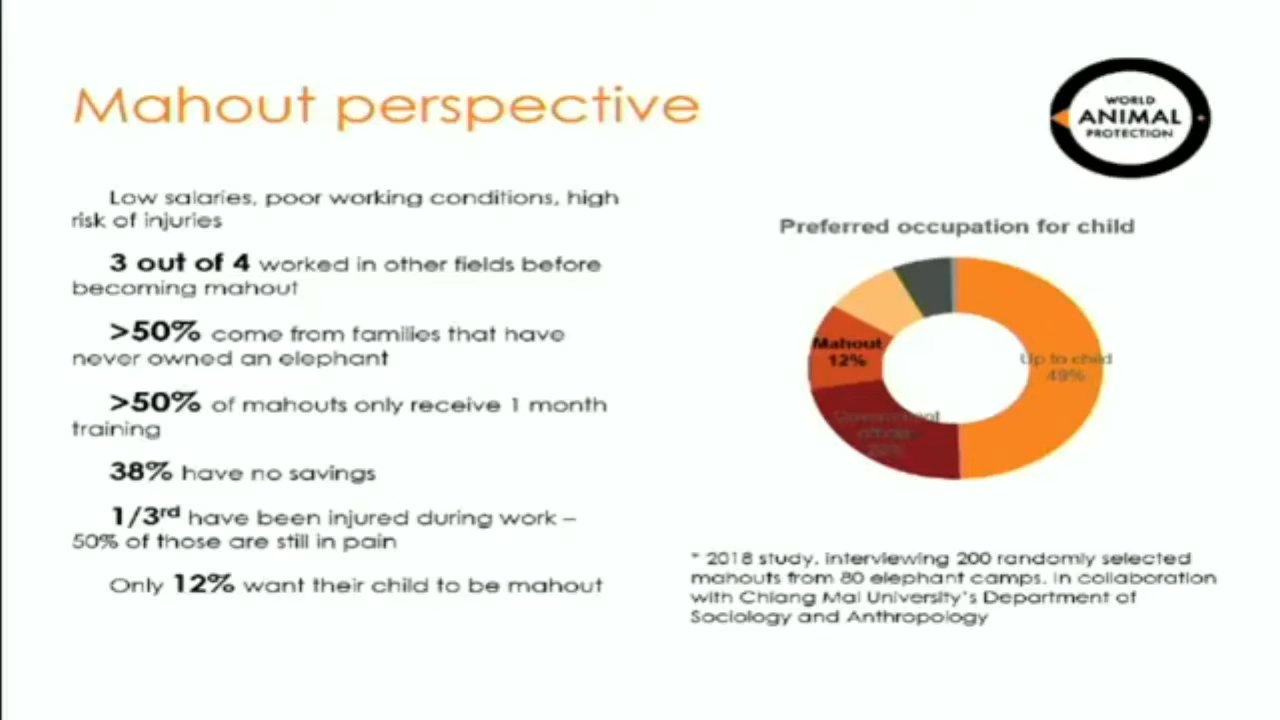 Mahout perspective
WORLD
ANIMAL
PROTECTION
Low salaries, poor working conditions, high
risk of injuries
3 out of 4 worked in other fields before
becoming mahout
>50% come from families that have
never owned an elephant
>50% of mahouts only receive 1 month
training
38% have no savings
1/3rd have been injured during work –
50% of those are still in pain
Only 12% want their child to be mahout
Preferred occupation for child
Mahout
12%
Up to child
49%
Government
* 2018 study, interviewing 200 randomly selected
mahouts from 80 elephant camps. In collaboration
with Chiang Mai University's Department of
Sociology and Anthropology